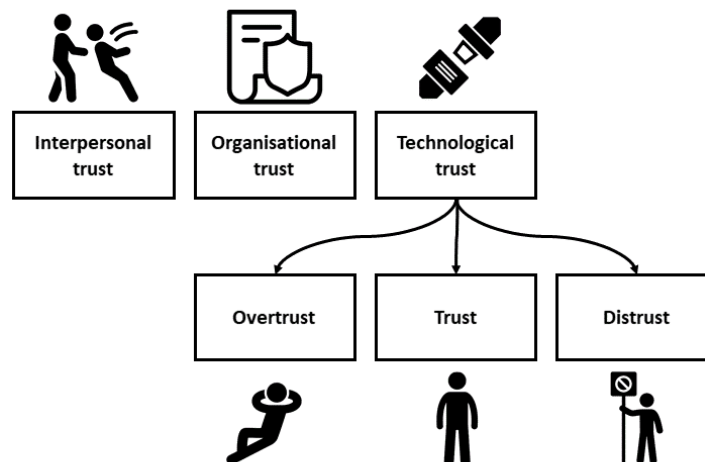 Interpersonal
trust
Organisational
trust
Technological
trust
Overtrust
Trust
Distrust